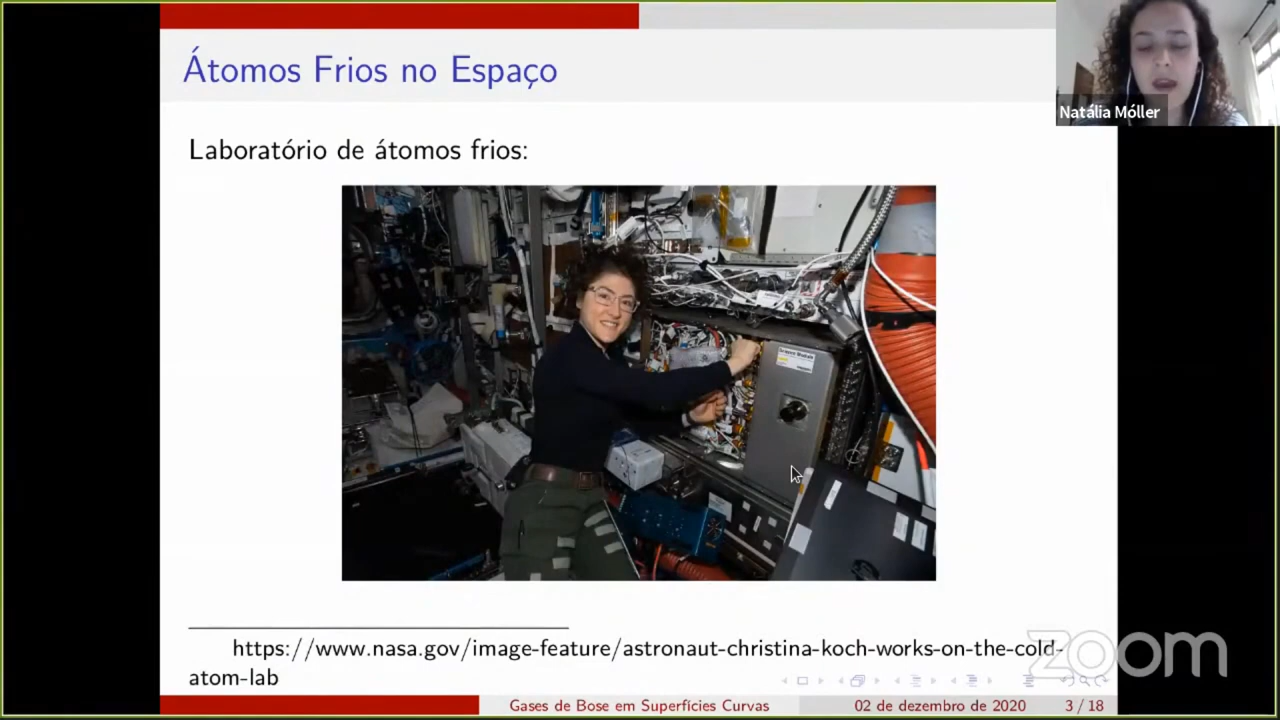 Átomos Frios no Espaço
Natália Móller
Laboratório de átomos frios:
https://www.nasa.gov/image-feature/astronaut-christina-koch-works-on-the-cold-
atom-lab
zoom
Gases de Bose em Superfícies Curvas 02 de dezembro de 2020 3 / 18